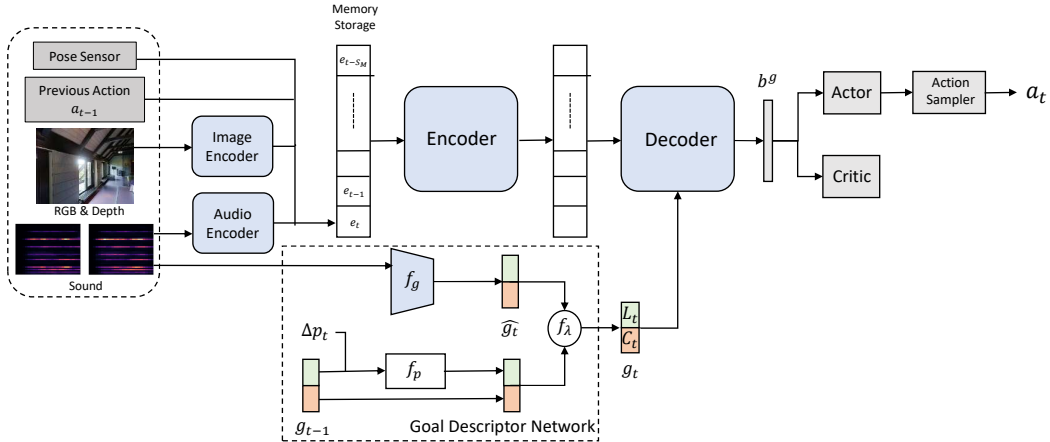 Memory
Storage
Pose Sensor
Previous Action
a_{t-1}
Image
Encoder
RGB & Depth
Audio
Encoder
Sound
e_{t-S_M}
e_{t-1}
e_t
Encoder
Decoder
b^g
Actor
Action
Sampler
a_t
Critic
f_g
\hat{g_t}
f_λ
L_t
C_t
g_t
Δp_t
f_p
g_{t-1}
Goal Descriptor Network